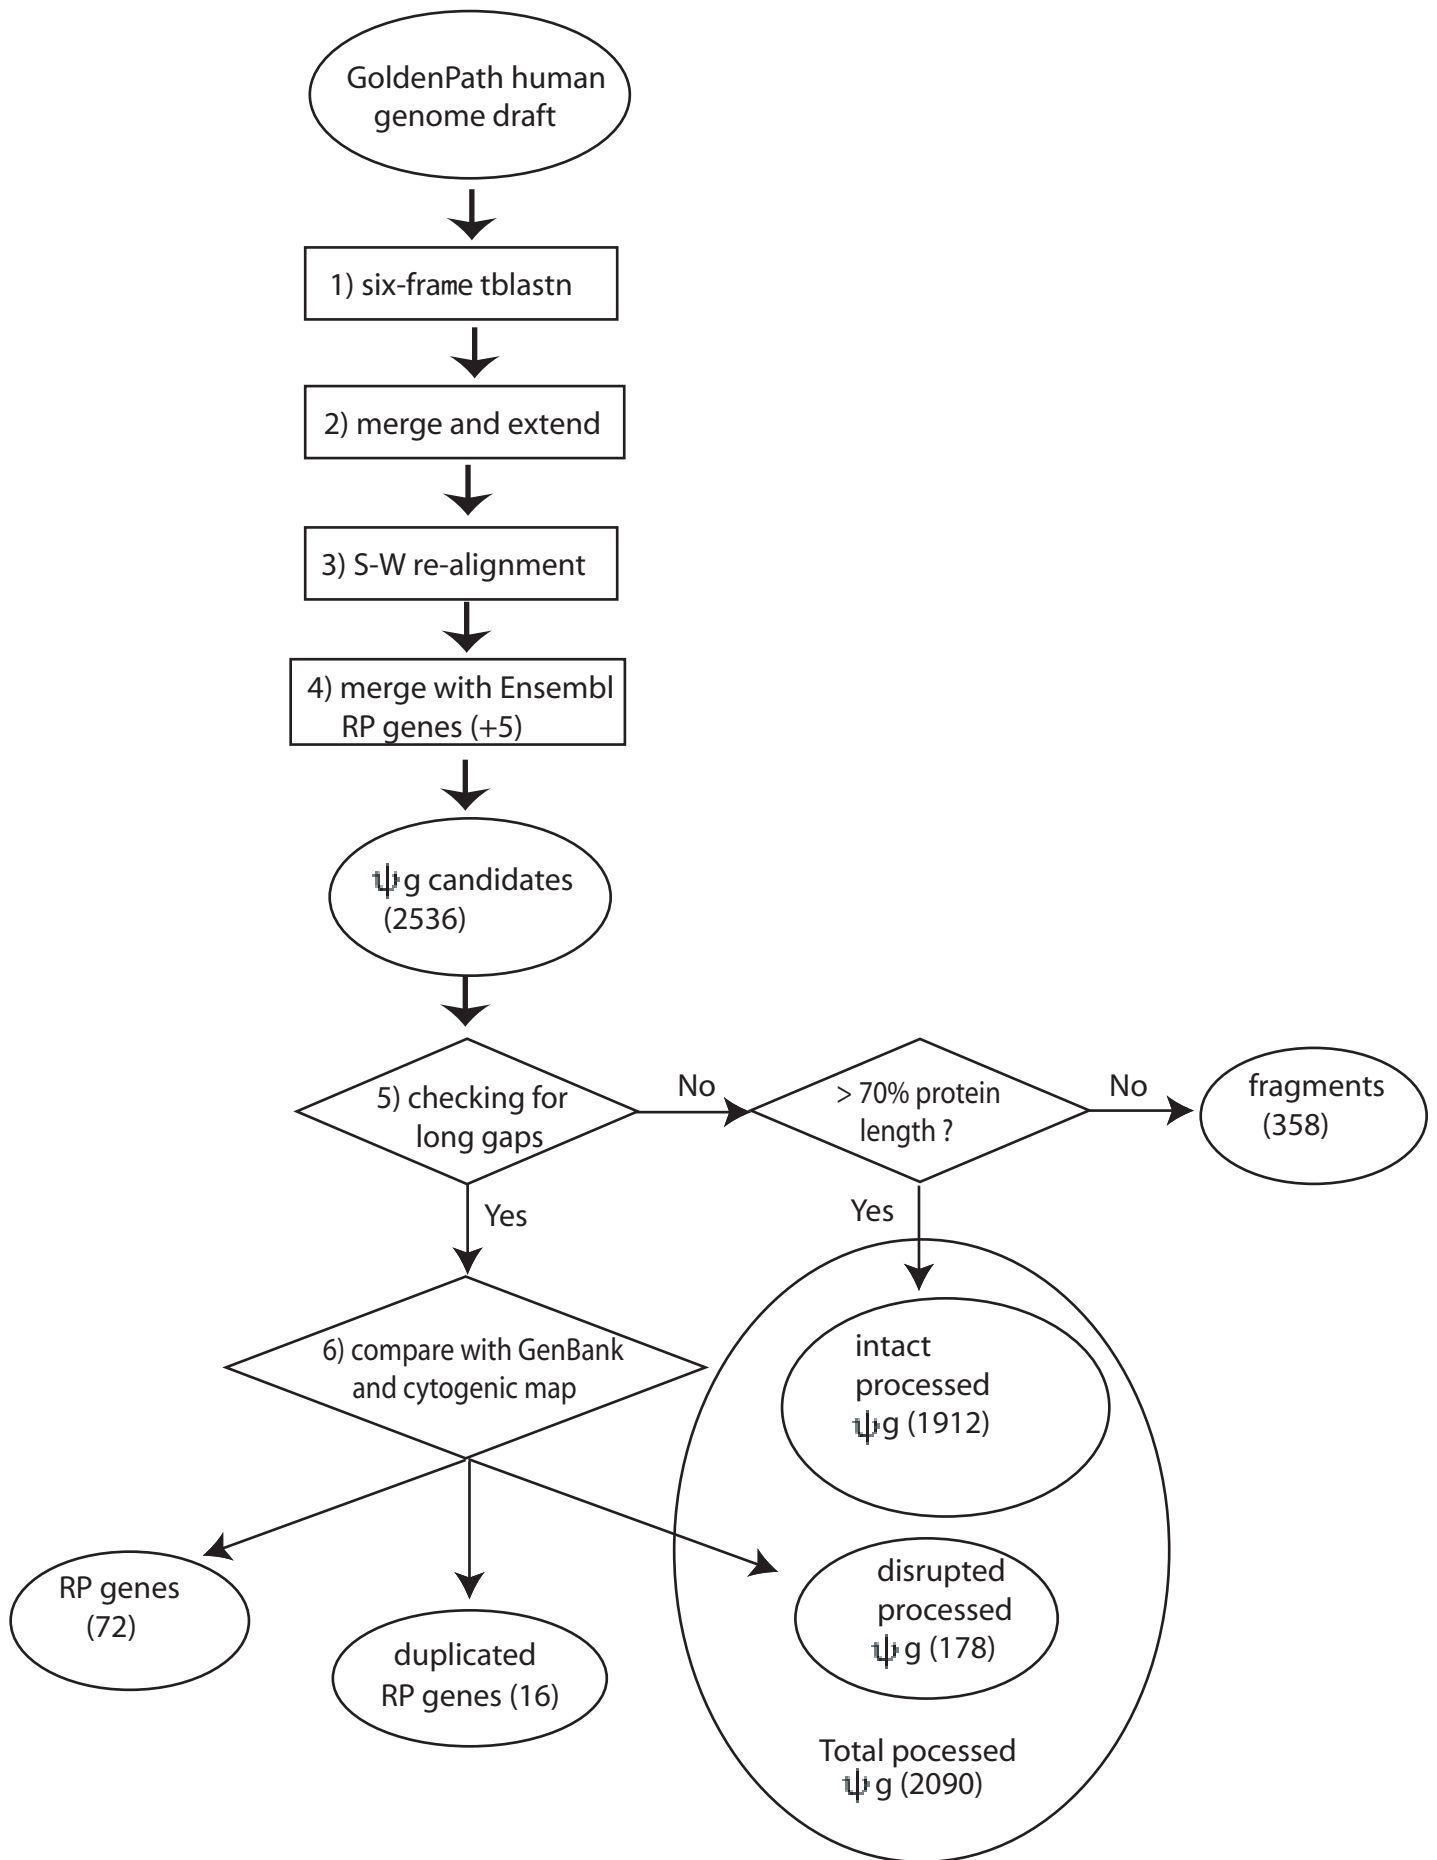 GoldenPath human
genome draft
1) six-frame tblastn
2) merge and extend
3) S-W re-alignment
4) merge with Ensembl
RP genes (+5)
ψg candidates
(2536)
5) checking for
long gaps
No
> 70% protein
length ?
No
fragments
(358)
Yes
Yes
6) compare with GenBank
and cytogenic map
intact
processed
ψg (1912)
RP genes
(72)
duplicated
RP genes (16)
disrupted
processed
ψg (178)
Total pocessed
ψg (2090)